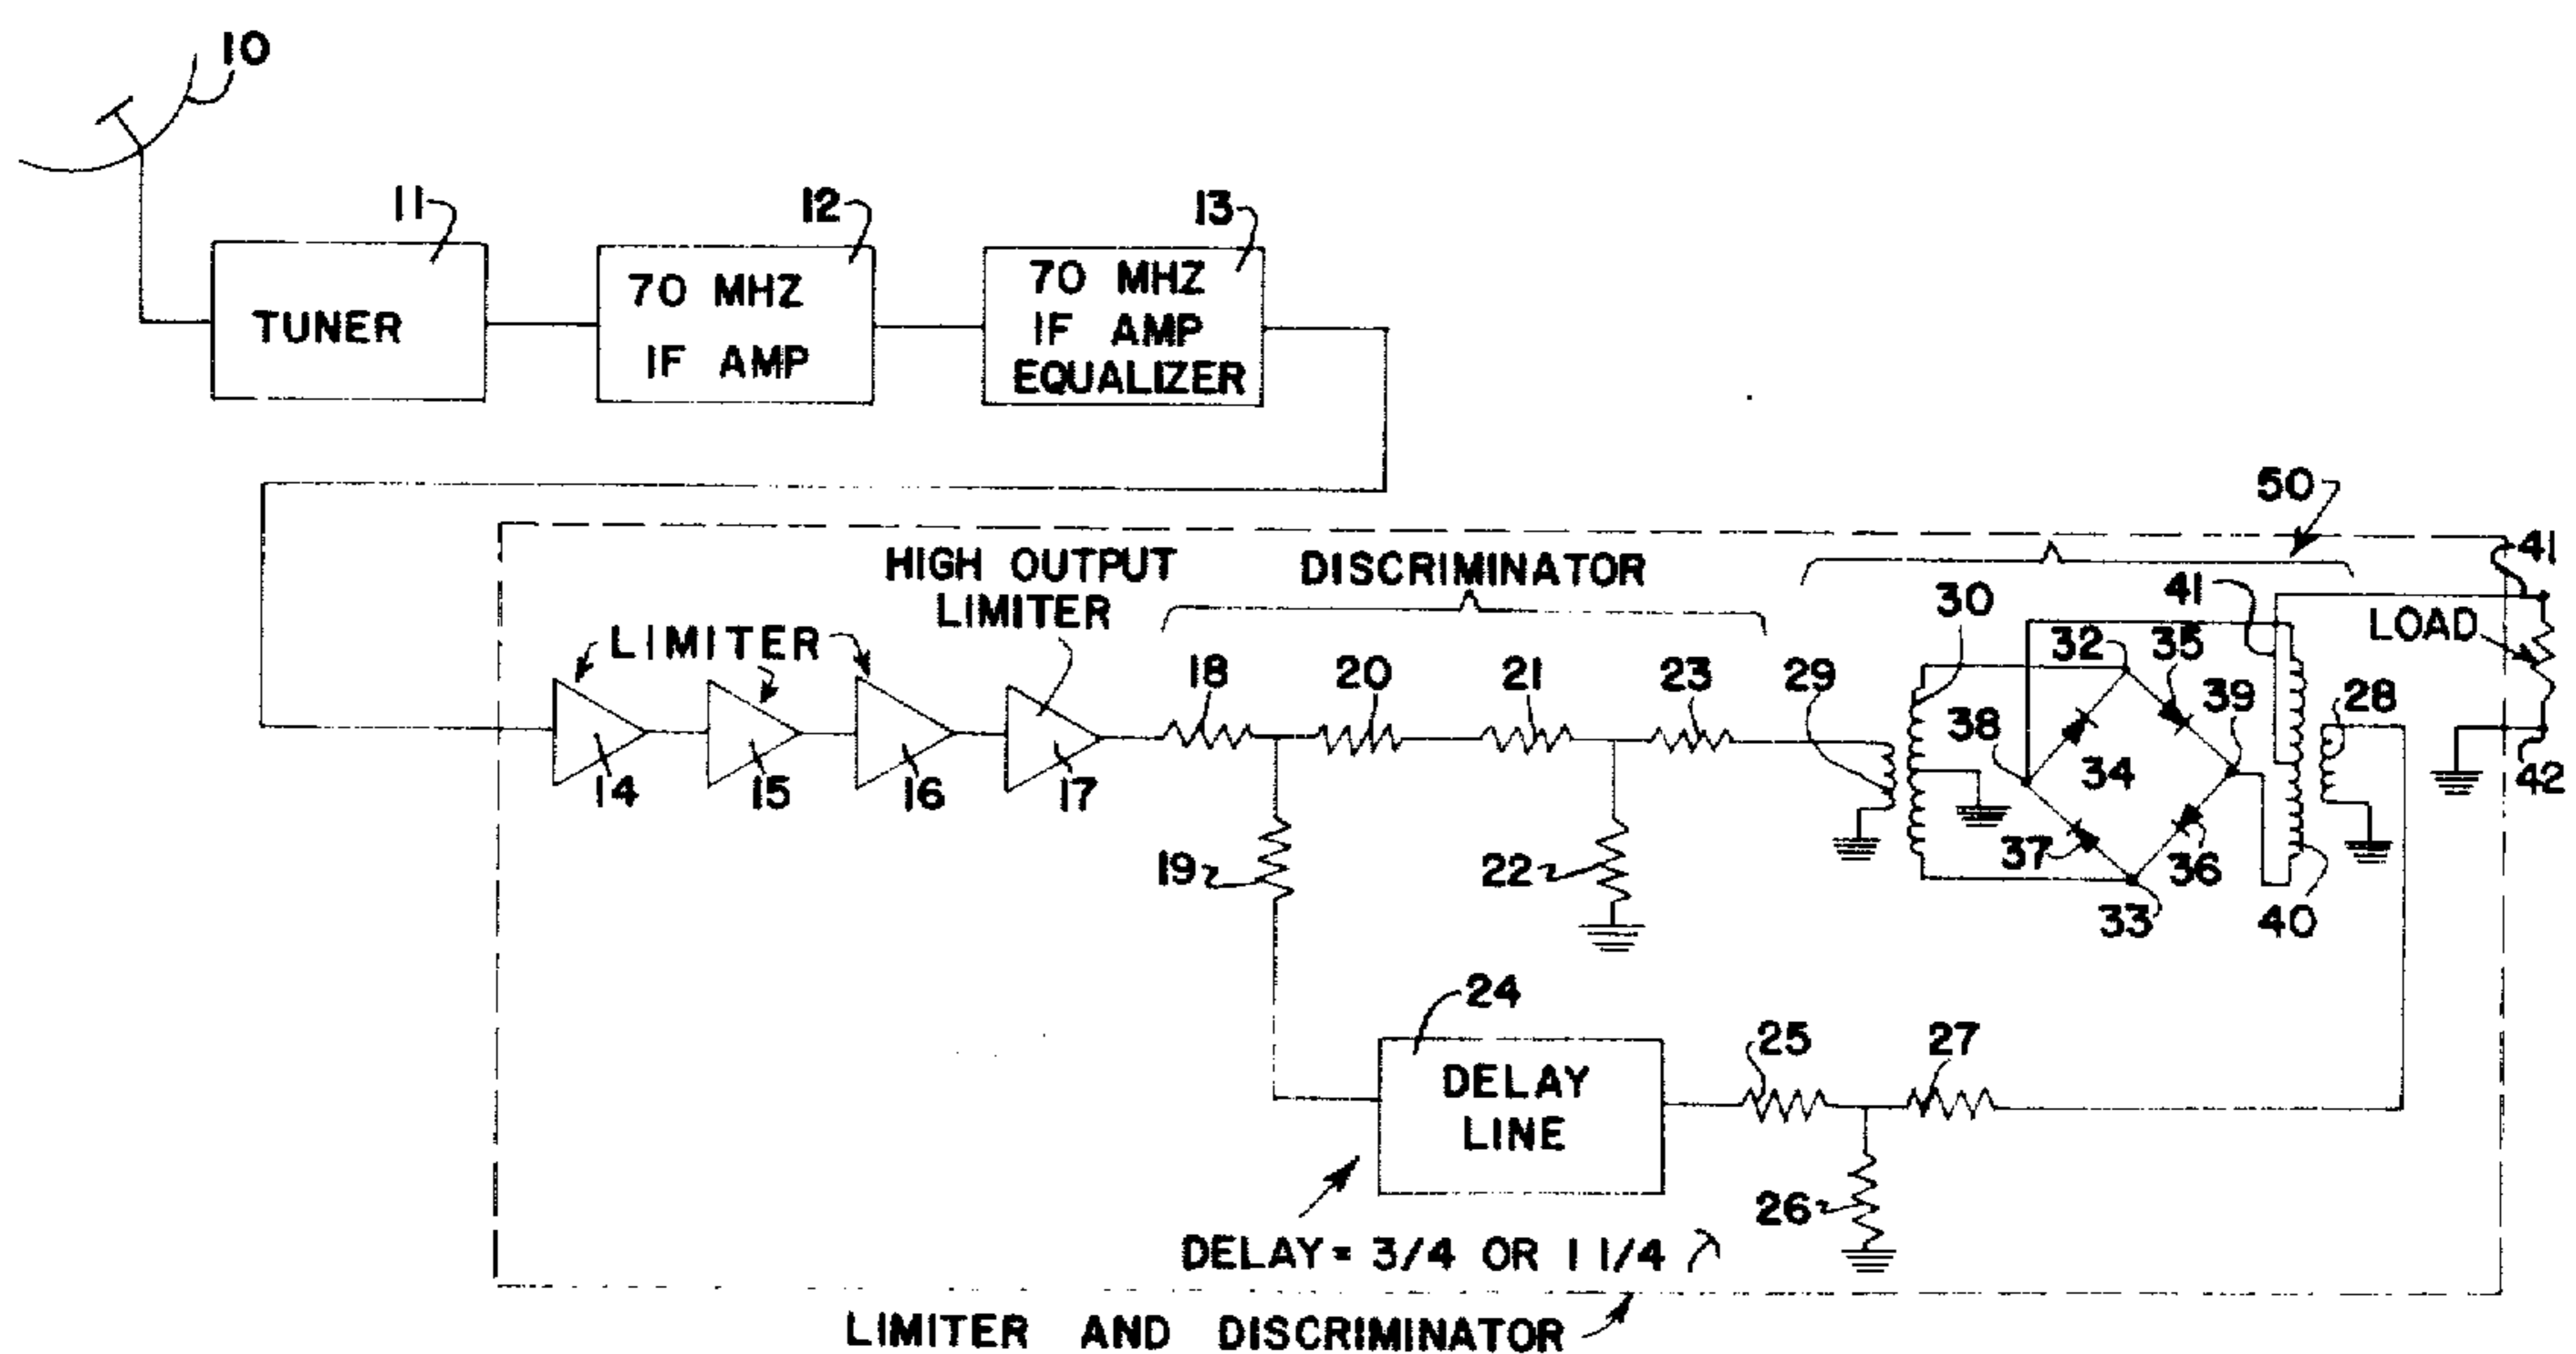 10
11
12
13
TUNER
70 MHZ
IF AMP
70 MHZ
IF AMP
EQUALIZER
50
HIGH OUTPUT
LIMITER
DISCRIMINATOR
41
41
30
LIMITER
LOAD
32
35
18
20
21
23
29
28
38
39
34
14
15
16
17
42
19
22
37
36
33
40
24
DELAY
LINE
25
27
26
DELAY = 3/4 OR 1 1/4 λ
LIMITER AND DISCRIMINATOR